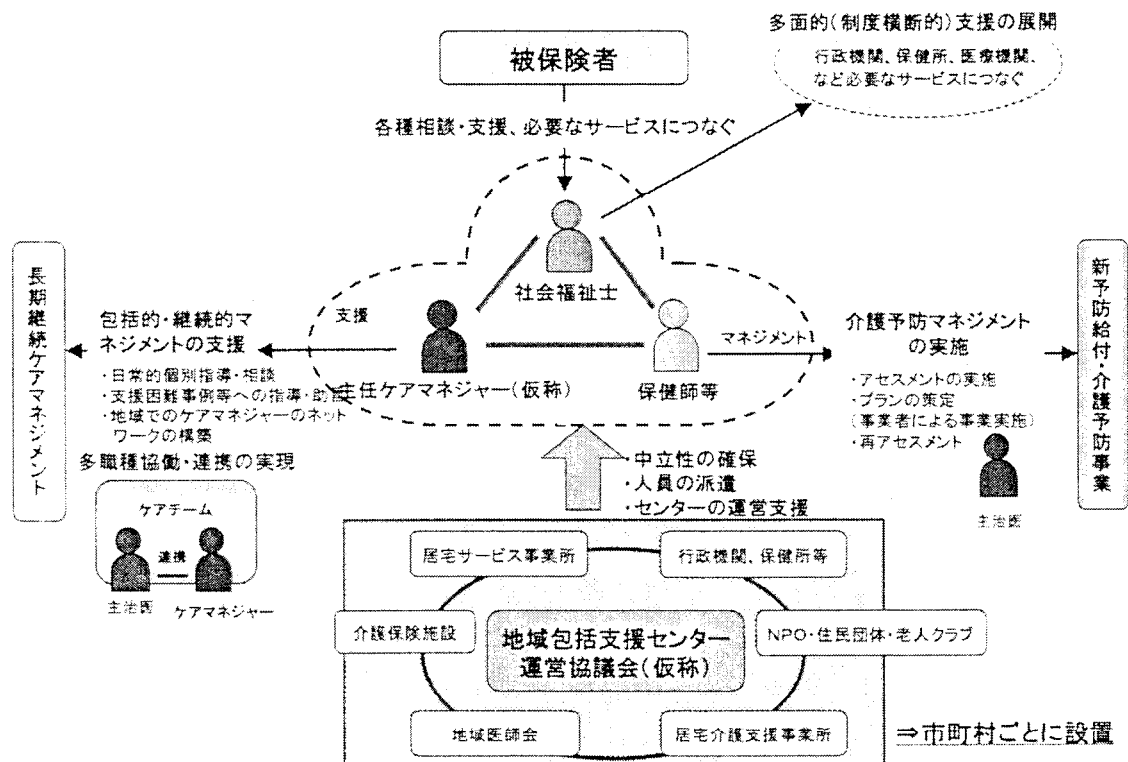 多面的(制度横断的)支援の展開
行政機関、保健所、医療機関、
など必要なサービスにつなぐ
被保険者
各種相談・支援、必要なサービスにつなぐ
社会福祉士
長期継続ケアマネジメント
包括的・継続的マ
ネジメントの支援
・日常的個別指導・相談
・支援困難事例等への指導・助言
・地域でのケアマネジャーのネット
ワークの構築
支援
主任ケアマネジャー(仮称)
保健師等
マネジメント
介護予防マネジメント
の実施
・アセスメントの実施
・プランの策定
(事業者による事業実施)
・再アセスメント
主治医
新予防給付・介護予防事業
多職種協働・連携の実現
ケアチーム
連携
主治医
ケアマネジャー
・中立性の確保
・人員の派遣
・センターの運営支援
居宅サービス事業所
行政機関、保健所等
介護保険施設
地域包括支援センター
運営協議会(仮称)
NPO・住民団体・老人クラブ
地域医師会
居宅介護支援事業所
⇒市町村ごとに設置